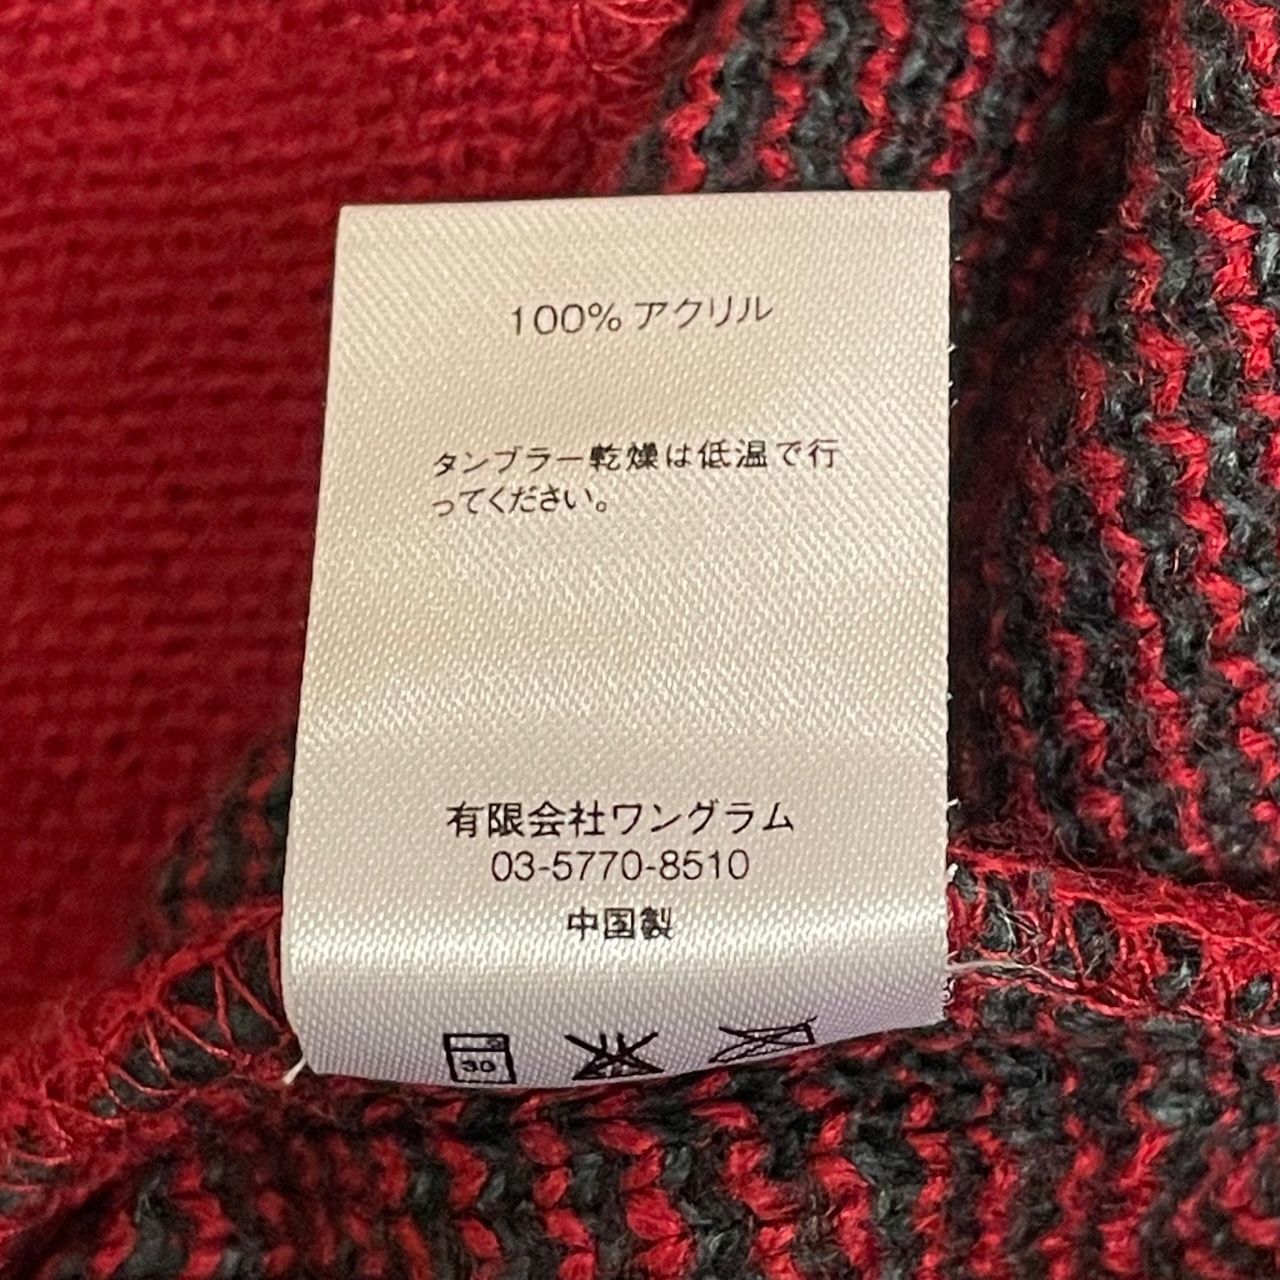 100% アクリル
タンブラー乾燥は低温で行
ってください。
有限会社ワングラム
03-5770-8510
中国製
30